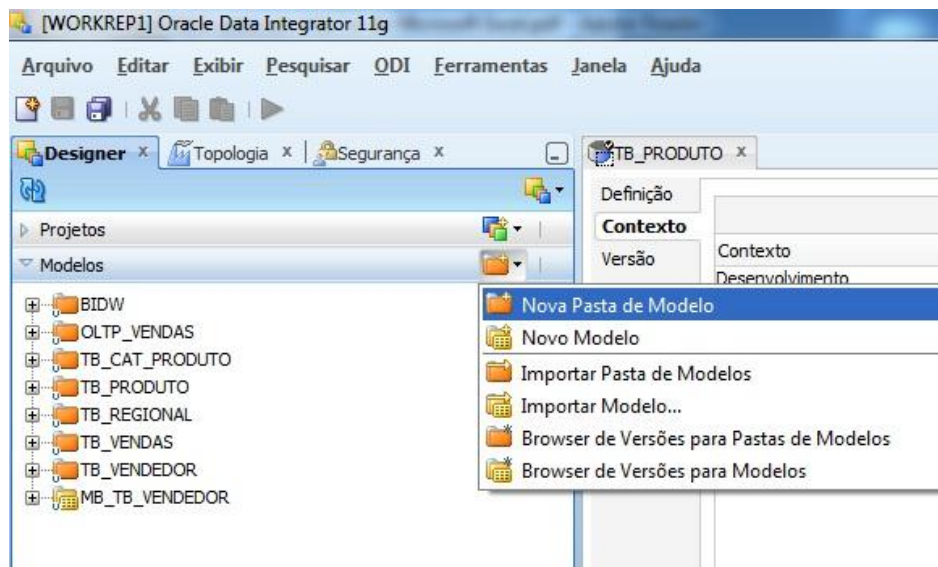 [WORKREP1] Oracle Data Integrator 11g
Arquivo Editar Exibir Pesquisar ODI Ferramentas Janela Ajuda
Designer x Topologia x Segurança x
TB_PRODUTO x
Definição
Projetos
Contexto
Modelos
Versão
Contexto
Desenvolvimento
BIDW
OLTP_VENDAS
TB_CAT_PRODUTO
TB_PRODUTO
TB_REGIONAL
TB_VENDAS
TB_VENDEDOR
MB_TB_VENDEDOR
Nova Pasta de Modelo
Novo Modelo
Importar Pasta de Modelos
Importar Modelo...
Browser de Versões para Pastas de Modelos
Browser de Versões para Modelos